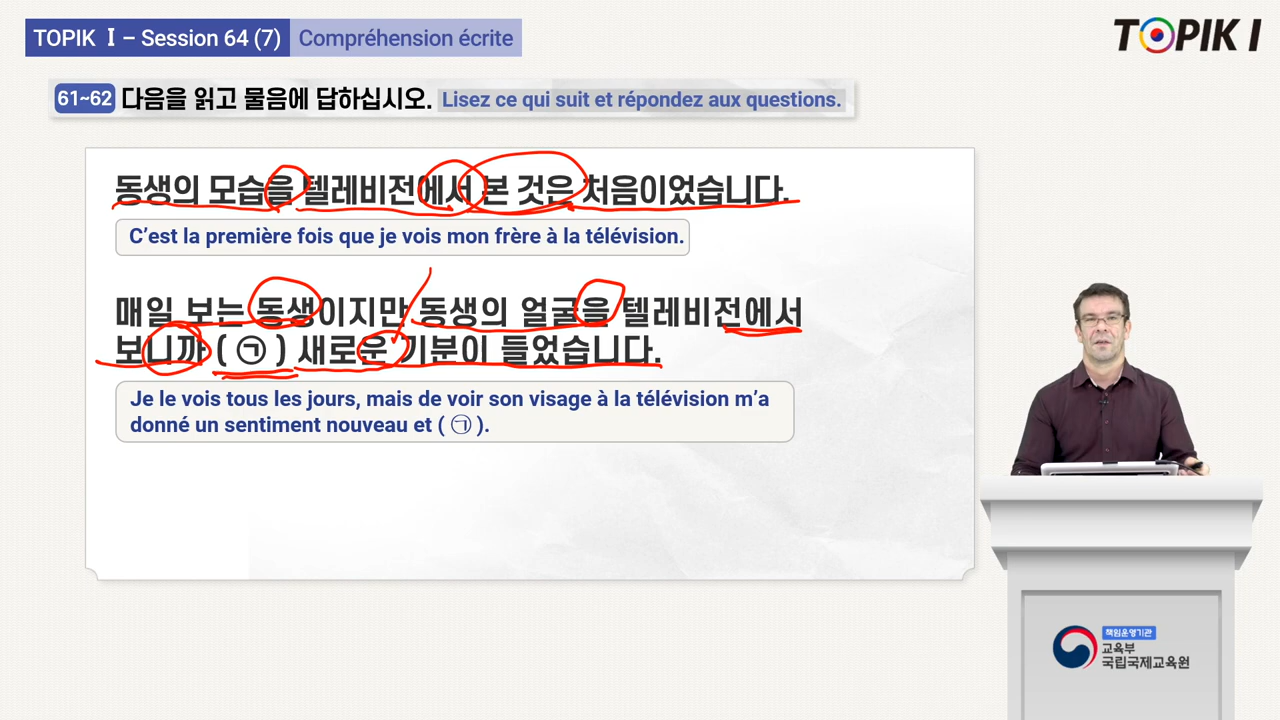 TOPIK Ⅰ – Session 64 (7) Compréhension écrite
TOPIK I
61~62 다음을 읽고 물음에 답하십시오. Lisez ce qui suit et répondez aux questions.
동생의 모습을 텔레비전에서 본 것은 처음이었습니다.
C’est la première fois que je vois mon frère à la télévision.
매일 보는 동생이지만 동생의 얼굴을 텔레비전에서
보니까 ( ㉠ ) 새로운 기분이 들었습니다.
Je le vois tous les jours, mais de voir son visage à la télévision m’a
donné un sentiment nouveau et ( ㉠ ).
책임운영기관
교육부
국립국제교육원